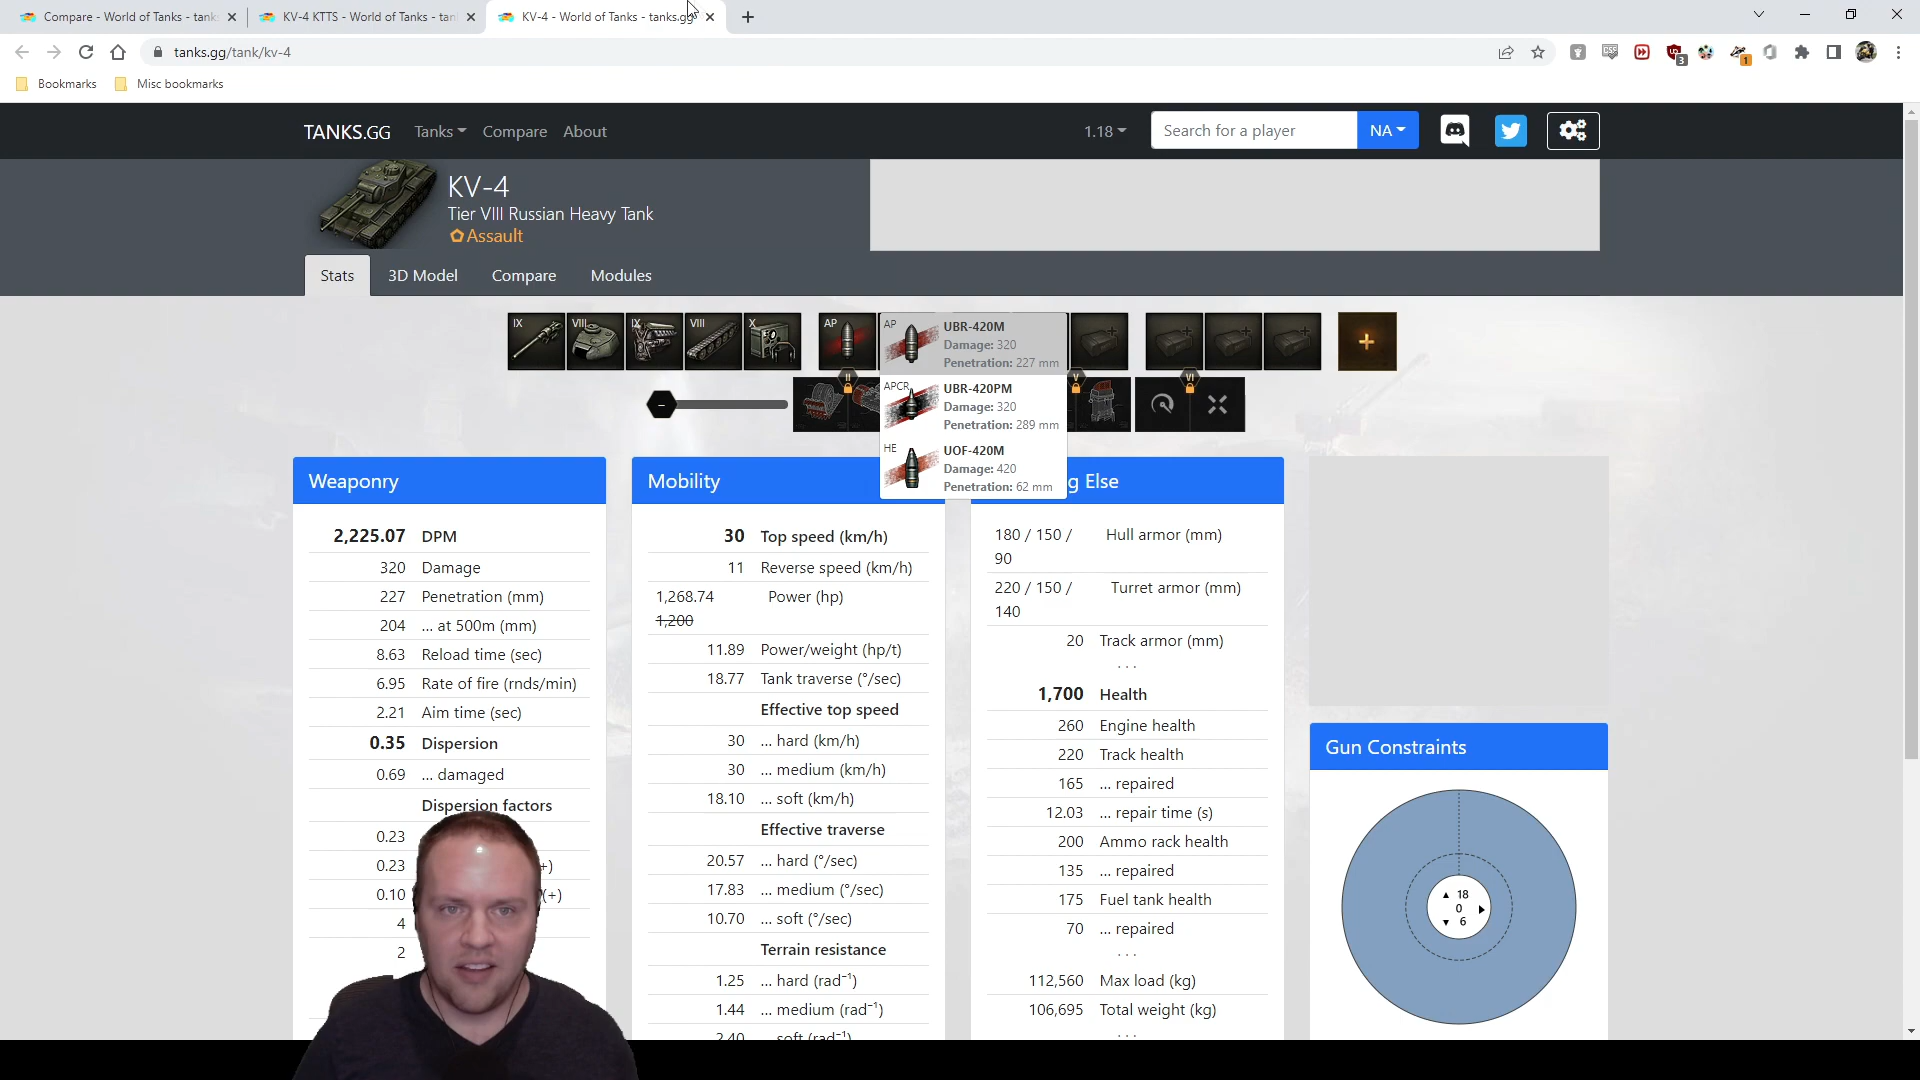 Compare - World of Tanks - tank
KV-4 KTTS - World of Tanks - tan
KV-4 - World of Tanks - tanks.gg
tanks.gg/tank/kv-4
3
1
Bookmarks
Misc bookmarks
TANKS.GG
Tanks
Compare
About
1.18
Search for a player
NA
KV-4
Tier VIII Russian Heavy Tank
Assault
Stats
3D Model
Compare
Modules
IX
VIII
IX
VIII
X
AP
AP
UBR-420M
Damage: 320
Penetration: 227 mm
APCR
UBR-420PM
Damage: 320
Penetration: 289 mm
HE
UOF-420M
Damage: 420
Penetration: 62 mm
II
V
VI
Weaponry
2,225.07 DPM
320 Damage
227 Penetration (mm)
204 ... at 500m (mm)
8.63 Reload time (sec)
6.95 Rate of fire (rnds/min)
2.21 Aim time (sec)
0.35 Dispersion
0.69 ... damaged
Dispersion factors
0.23
0.23 +)
0.10 (+)
4
2
Mobility
30 Top speed (km/h)
11 Reverse speed (km/h)
1,268.74 Power (hp)
1,200
11.89 Power/weight (hp/t)
18.77 Tank traverse (°/sec)
Effective top speed
30 ... hard (km/h)
30 ... medium (km/h)
18.10 ... soft (km/h)
Effective traverse
20.57 ... hard (°/sec)
17.83 ... medium (°/sec)
10.70 ... soft (°/sec)
Terrain resistance
1.25 ... hard (rad⁻¹)
1.44 ... medium (rad⁻¹)
2.40 ... soft (rad⁻¹)
g Else
180 / 150 / Hull armor (mm)
90
220 / 150 / Turret armor (mm)
140
20 Track armor (mm)
...
1,700 Health
260 Engine health
220 Track health
165 ... repaired
12.03 ... repair time (s)
200 Ammo rack health
135 ... repaired
175 Fuel tank health
70 ... repaired
...
112,560 Max load (kg)
106,695 Total weight (kg)
...
Gun Constraints
18
0
6